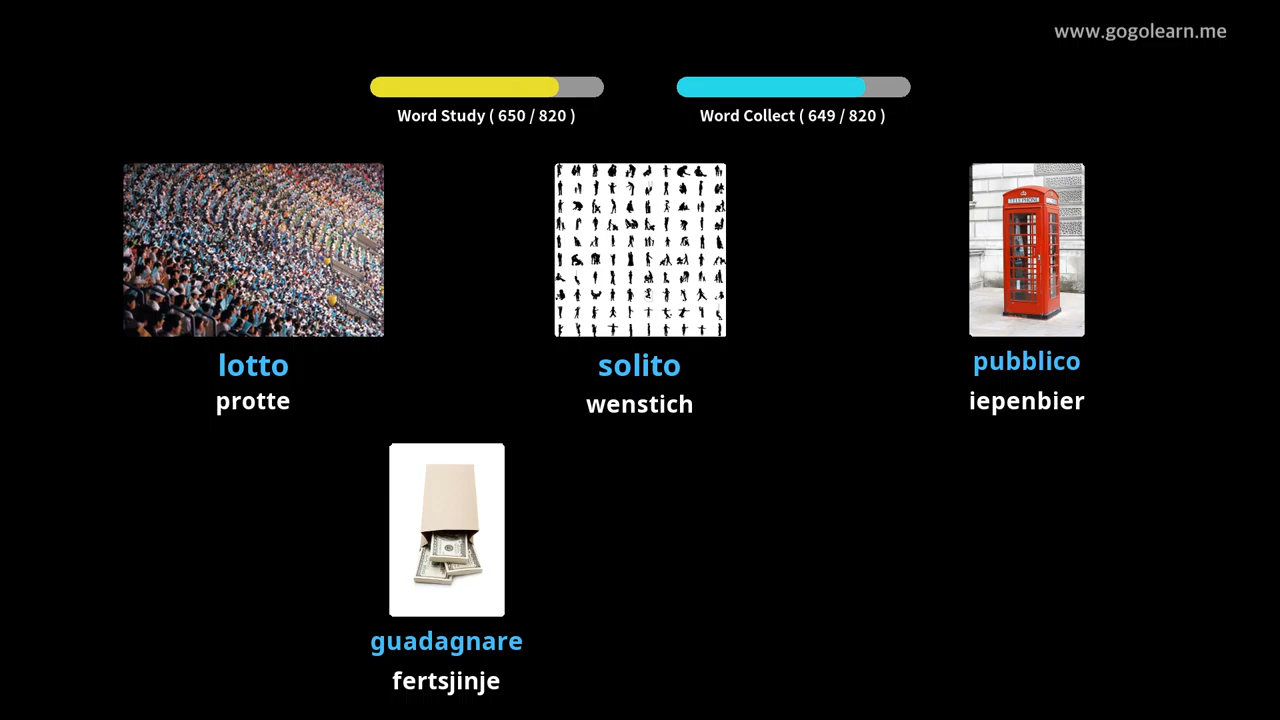 www.gogolearn.me
Word Study ( 650 / 820 )
Word Collect ( 649 / 820 )
TELEPHONE
lotto
protte
solito
wenstich
pubblico
iepenbier
guadagnare
fertsjinje